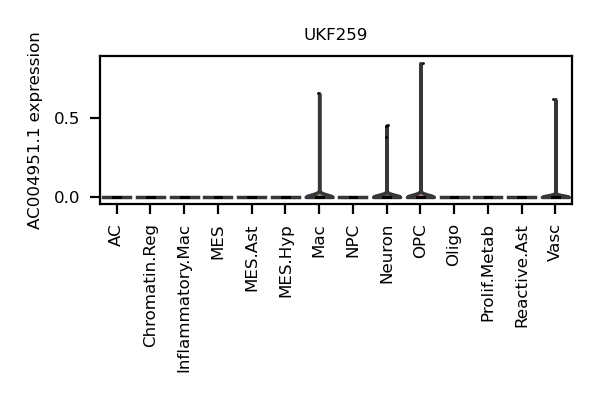 UKF259
AC004951.1 expression
0.5
0.0
AC
Chromatin.Reg
Inflammatory.Mac
MES
MES.Ast
MES.Hyp
Mac
NPC
Neuron
OPC
Oligo
Prolif.Metab
Reactive.Ast
Vasc